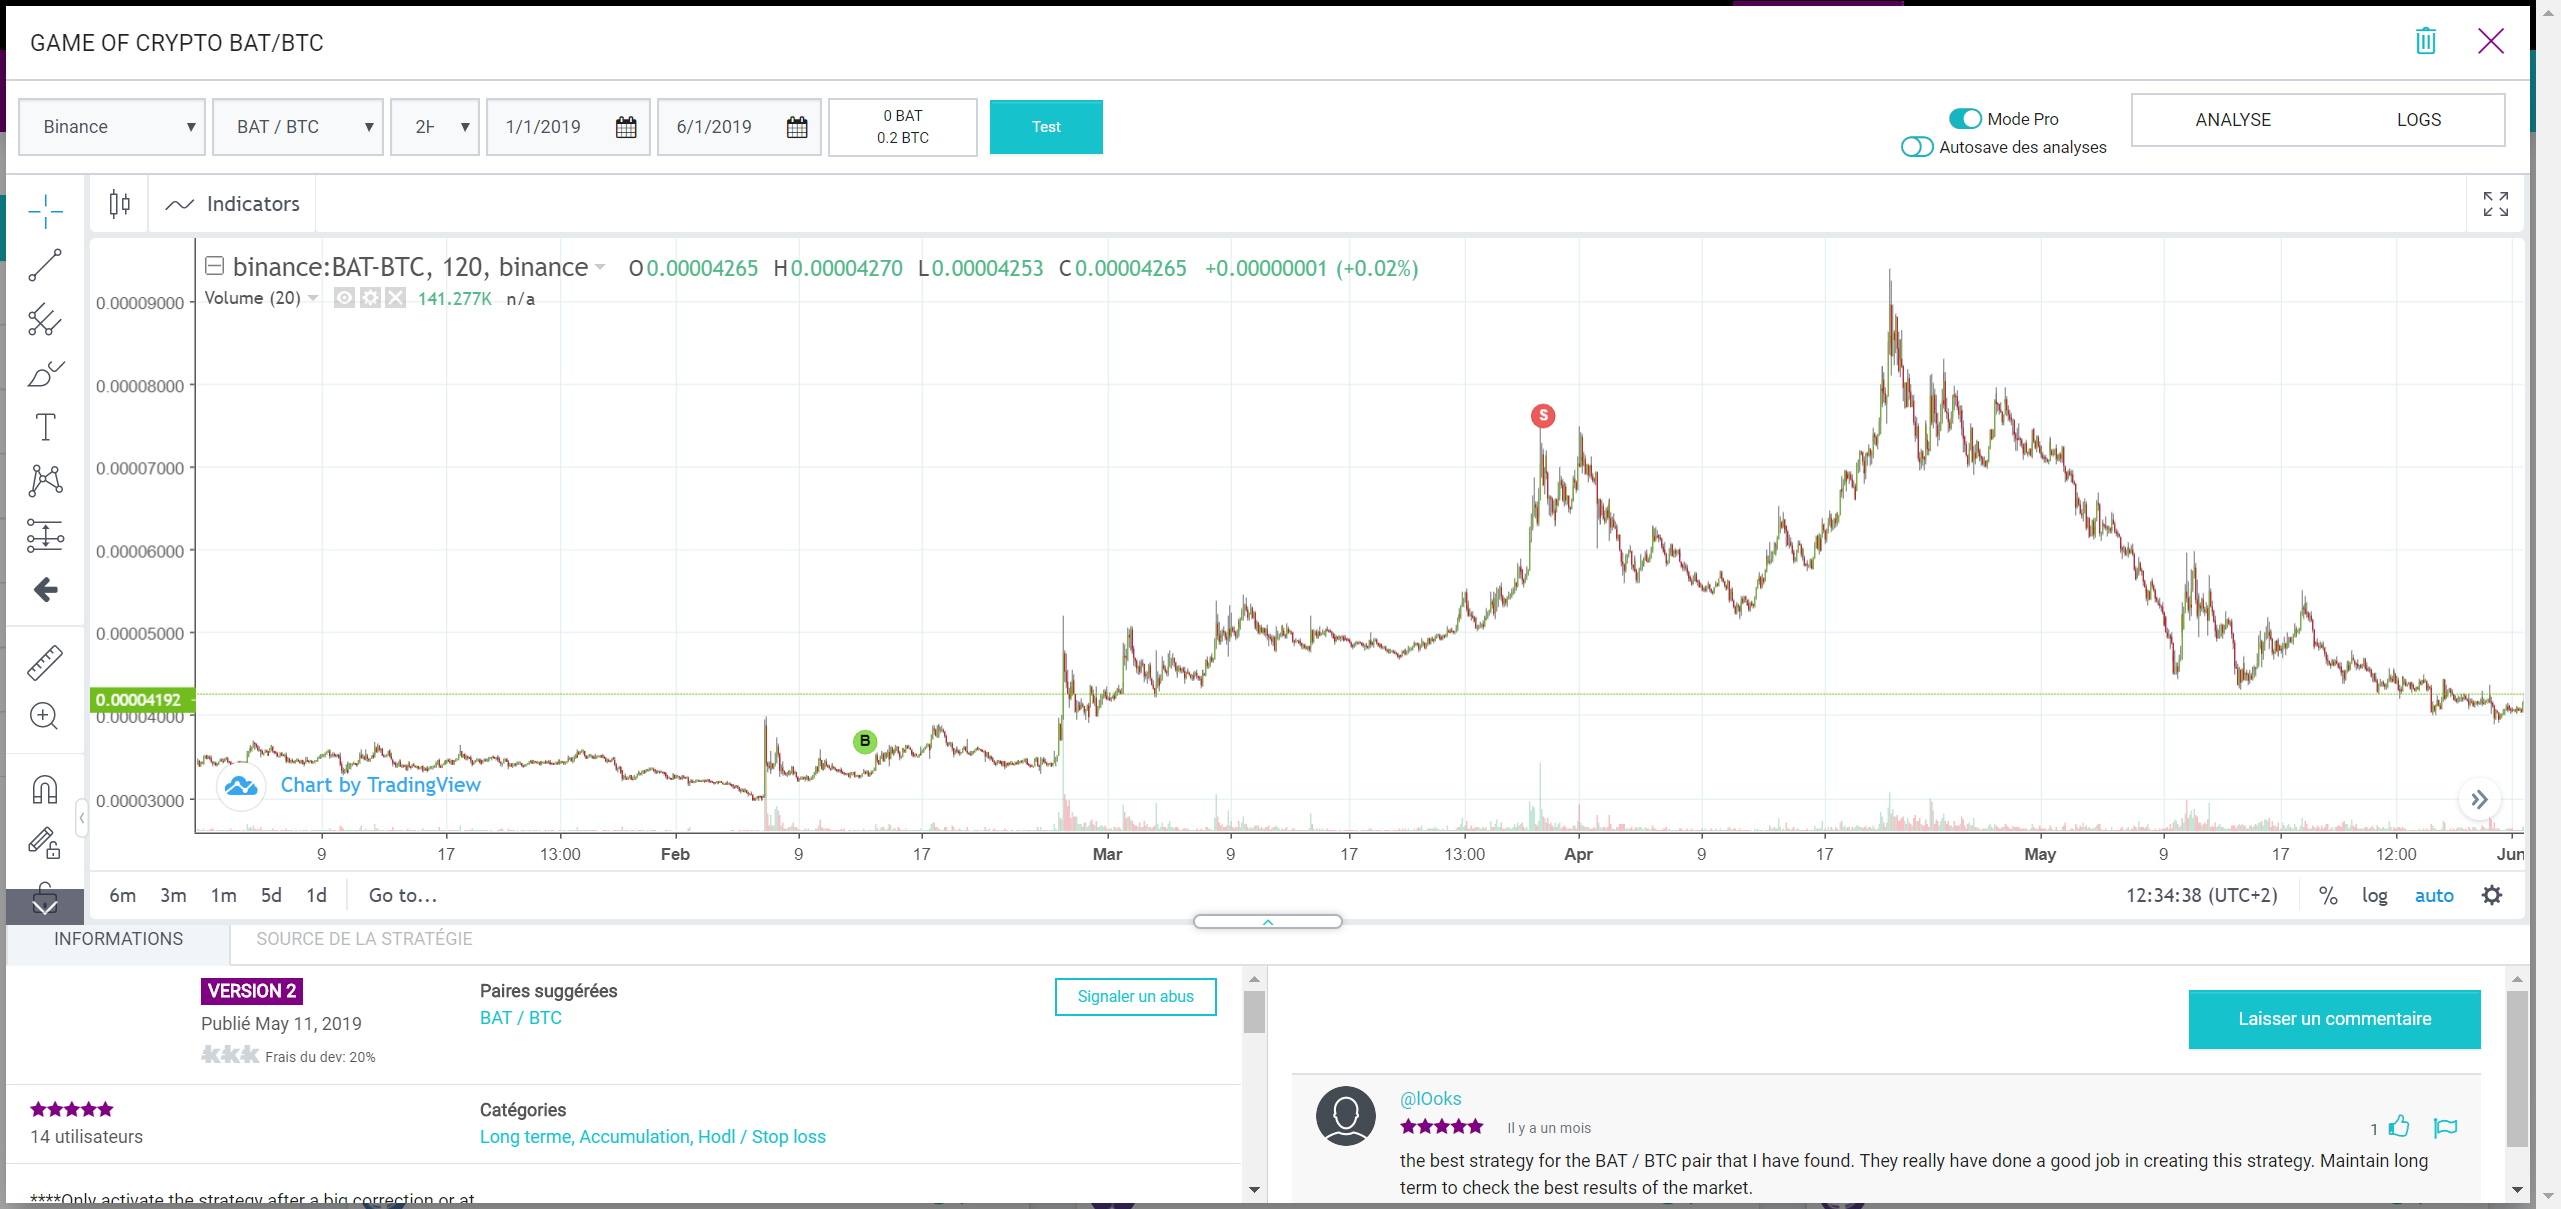 GAME OF CRYPTO BAT/BTC
Binance
BAT / BTC
1/1/2019
6/1/2019
0 BAT
0.2 BTC
Test
Mode Pro
Autosave des analyses
ANALYSE
LOGS
Indicators
binance:BAT-BTC, 120, binance O0.00004265 H0.00004270 L0.00004253 C0.00004265 +0.00000001 (+0.02%)
Volume (20) 141.277K n/a
0.00009000
0.00008000
S
0.00007000
0.00006000
0.00005000
0.00004192
0.00004000
B
0.00003000
Chart by TradingView
9 17 13:00 Feb 9 17 Mar 9 17 13:00 Apr 9 17 May 9 17 12:00 Jun
6m 3m 1m 5d 1d Go to... 12:34:38 (UTC+2) % log auto
INFORMATIONS
SOURCE DE LA STRATÉGIE
VERSION 2
Publié May 11, 2019
Frais du dev: 20%
Paires suggérées
BAT / BTC
Signaler un abus
14 utilisateurs
Catégories
Long terme, Accumulation, Hodl / Stop loss
****Only activate the strategy after a big correction or at
Laisser un commentaire
@lOoks
Il y a un mois
1
the best strategy for the BAT / BTC pair that I have found. They really have done a good job in creating this strategy. Maintain long
term to check the best results of the market.